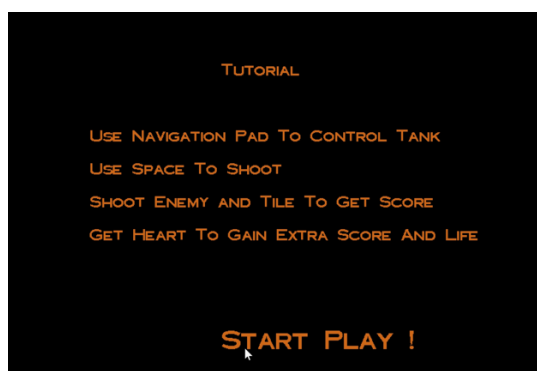 Tutorial
Use Navigation Pad To Control Tank
Use Space To Shoot
Shoot Enemy and Tile To Get Score
Get Heart To Gain Extra Score And Life
Start Play !